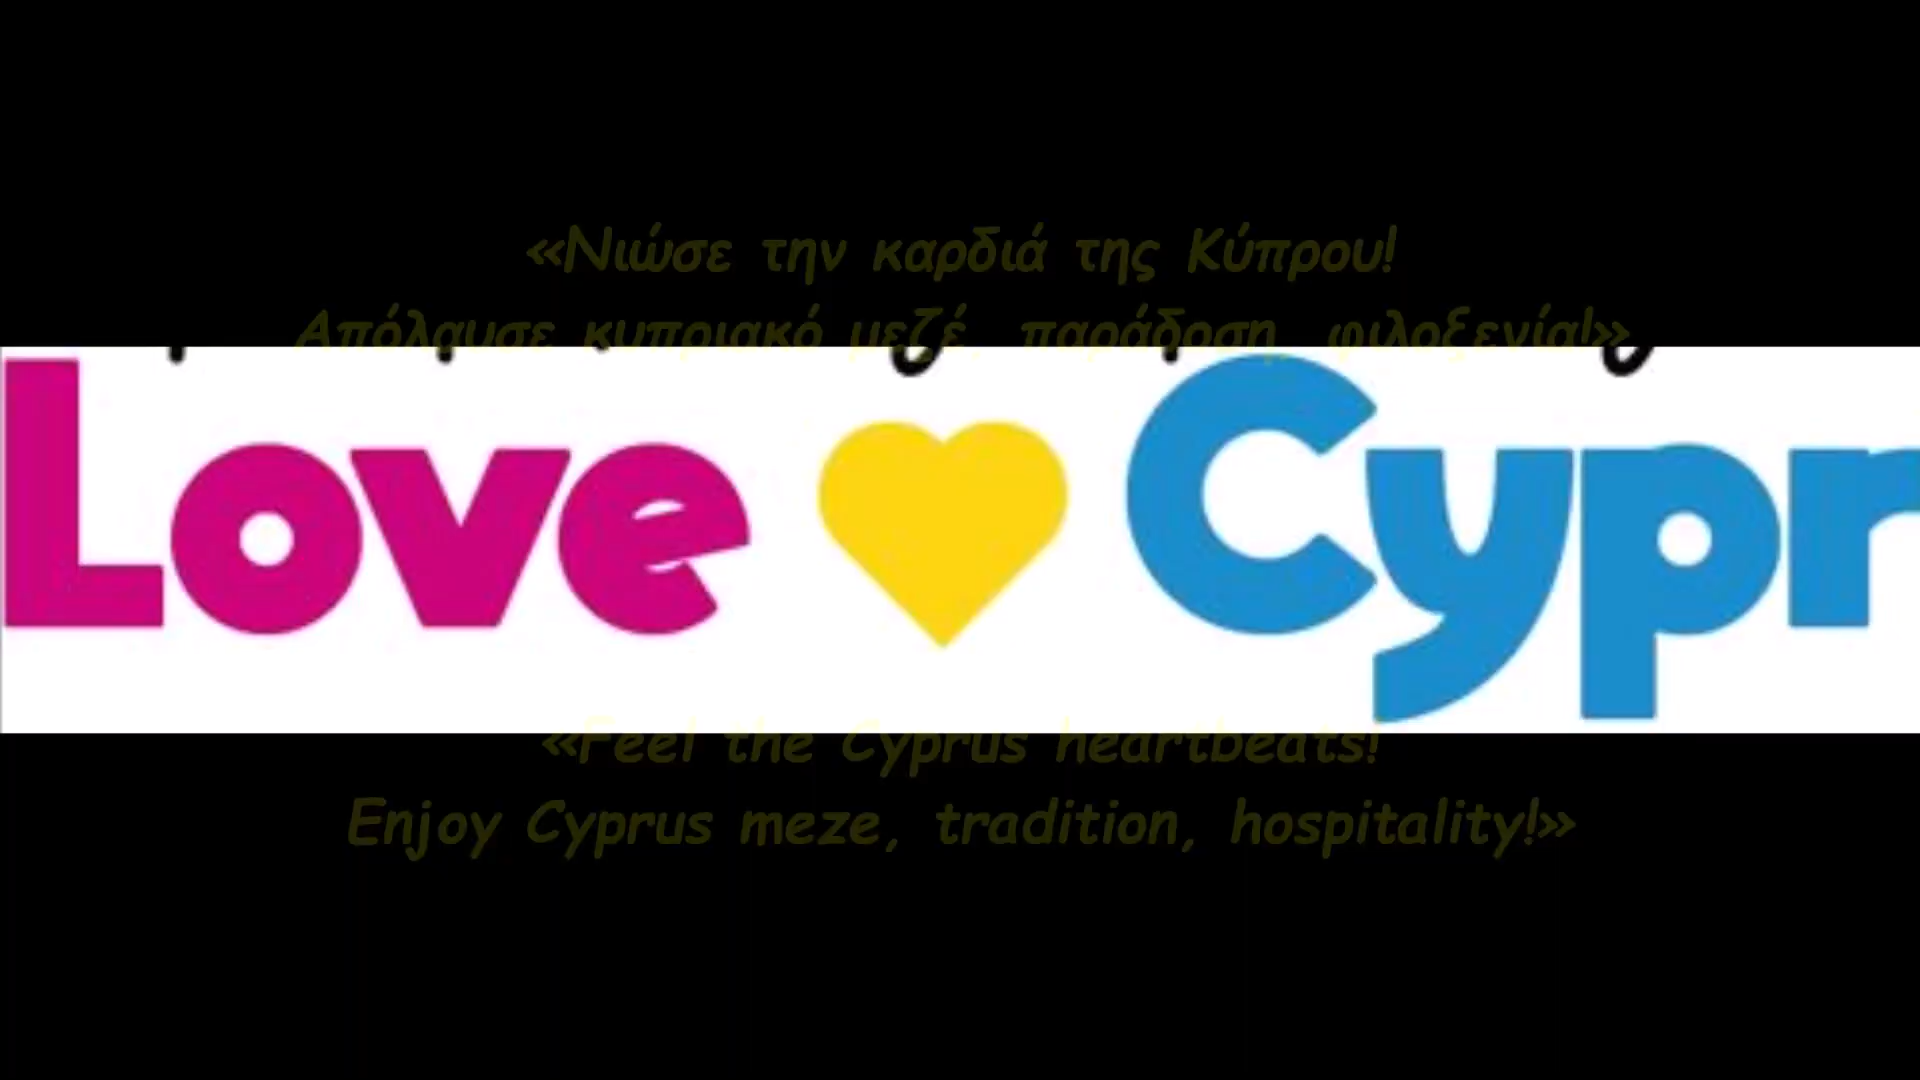 «Νιώσε την καρδιά της Κύπρου!
Απόλαυσε κυπριακό μεζέ, παράδοση, φιλοξενία!»
Love Cypr
«Feel the Cyprus heartbeats!
Enjoy Cyprus meze, tradition, hospitality!»